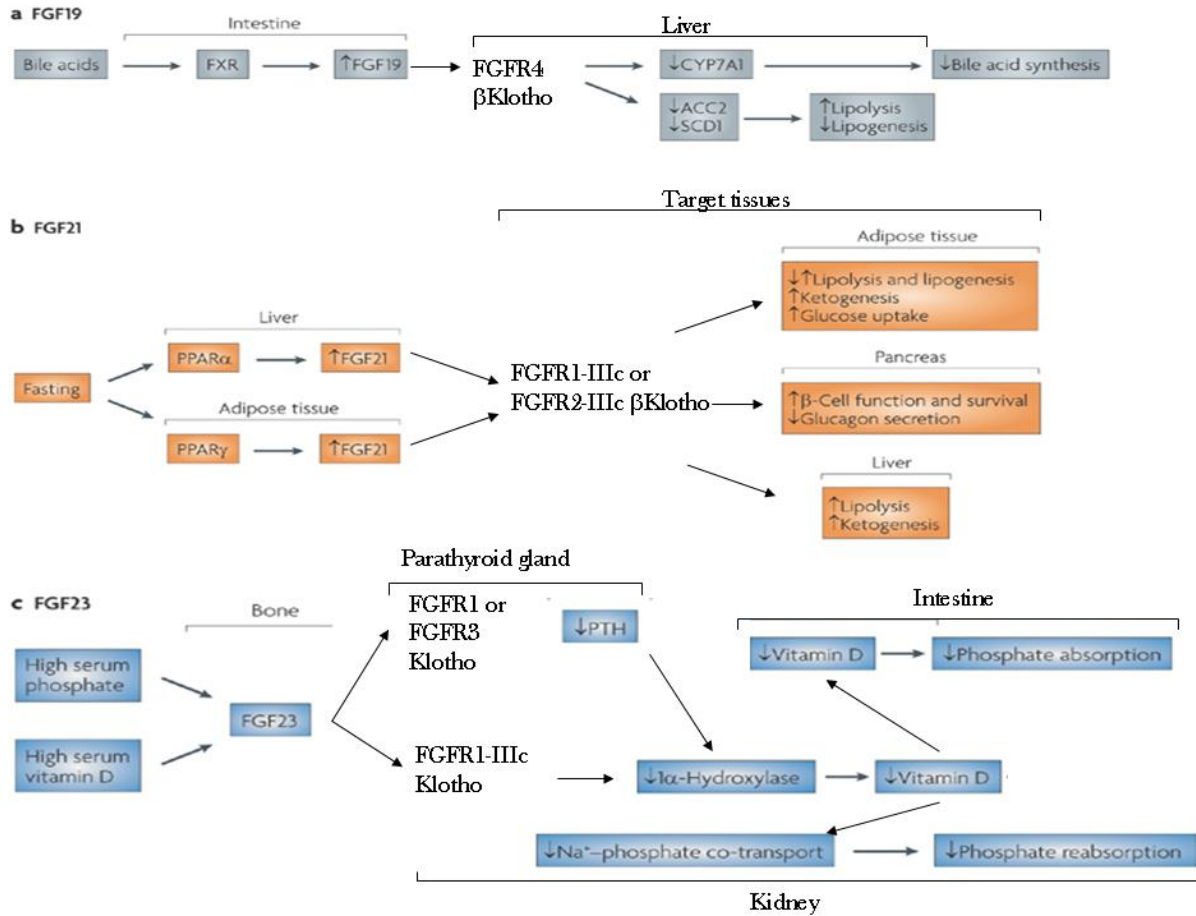 a FGF19
Intestine
Liver
Bile acids
FXR
↑FGF19
FGFR4
βKlotho
↓CYP7A1
↓Bile acid synthesis
↓ACC2
↓SCD1
↑Lipolysis
↓Lipogenesis
Target tissues
b FGF21
Adipose tissue
↓↑Lipolysis and lipogenesis
↑Ketogenesis
↑Glucose uptake
Liver
PPARα
↑FGF21
Fasting
Adipose tissue
PPARγ
↑FGF21
FGFR1-IIIc or
FGFR2-IIIc βKlotho
Pancreas
↑β-Cell function and survival
↓Glucagon secretion
Liver
↑Lipolysis
↑Ketogenesis
Parathyroid gland
c FGF23
Bone
FGFR1 or
FGFR3
Klotho
↓PTH
Intestine
High serum
phosphate
↓Vitamin D
↓Phosphate absorption
FGF23
High serum
vitamin D
FGFR1-IIIc
Klotho
↓1α-Hydroxylase
↓Vitamin D
↓Na⁺–phosphate co-transport
↓Phosphate reabsorption
Kidney